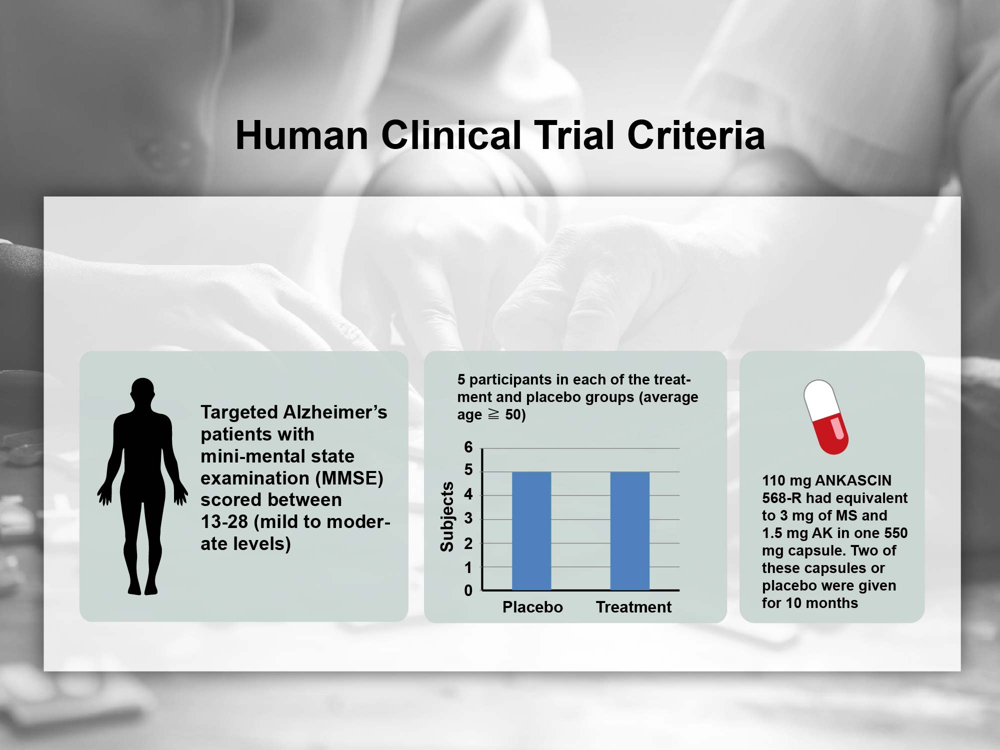 Human Clinical Trial Criteria
Targeted Alzheimer’s
patients with
mini-mental state
examination (MMSE)
scored between
13-28 (mild to moder-
ate levels)
5 participants in each of the treat-
ment and placebo groups (average
age ≧ 50)
6
5
4
3
2
1
0
Subjects
Placebo Treatment
110 mg ANKASCIN
568-R had equivalent
to 3 mg of MS and
1.5 mg AK in one 550
mg capsule. Two of
these capsules or
placebo were given
for 10 months